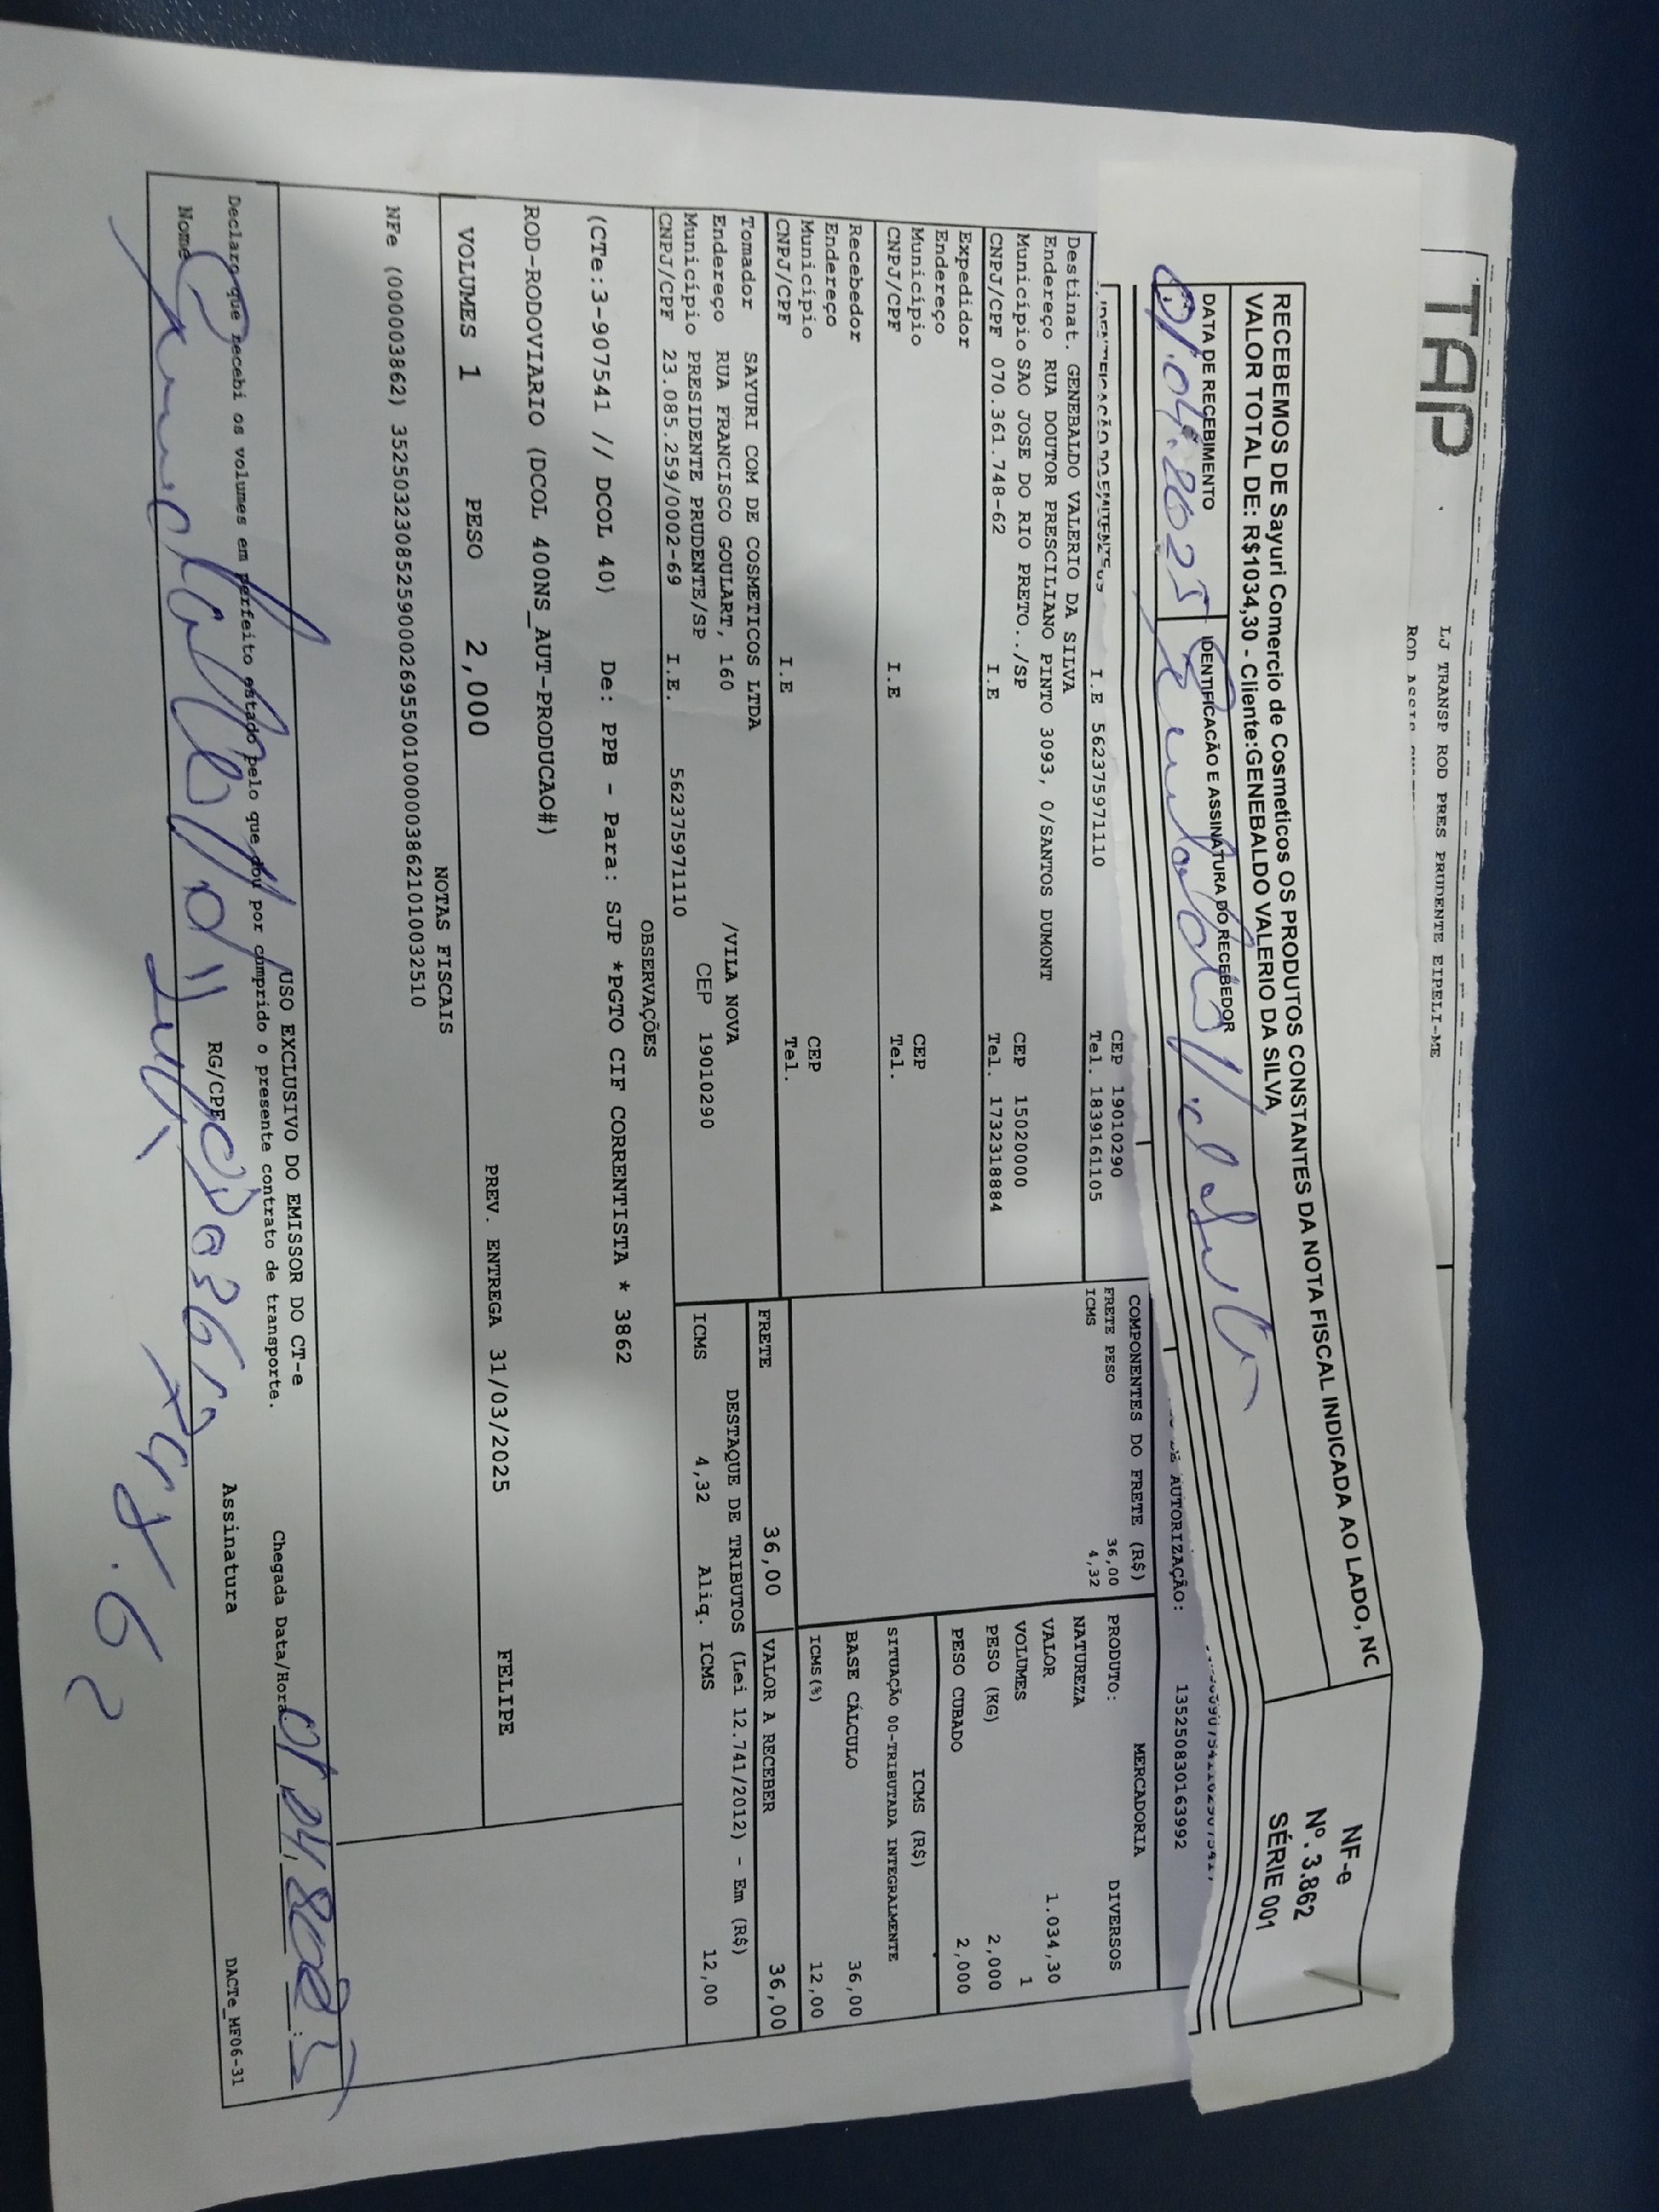 TAP
LJ TRANSP ROD PRES PRUDENTE EIPELI-ME
RECEBEMOS DE Sayuri Comercio de Cosmeticos OS PRODUTOS CONSTANTES DA NOTA FISCAL INDICADA AO LADO, NC
VALOR TOTAL DE: R$1034,30 - Cliente:GENEBALDO VALERIO DA SILVA
DATA DE RECEBIMENTO
IDENTIFICACÃO E ASSINATURA DO RECEBEDOR
01.04.2025
NF-e
Nº. 3.862
SÉRIE 001
AUTORIZAÇÃO: 135250830163992
I.E 562375971110
CEP 19010290
Tel. 1839161105
Destinat. GENEBALDO VALERIO DA SILVA
Endereço RUA DOUTOR PRESCILIANO PINTO 3093, 0/SANTOS DUMONT
Município SAO JOSE DO RIO PRETO../SP CEP 15020000
CNPJ/CPF 070.361.748-62 I.E Tel. 1732318884
Expedidor
Endereço
Município CEP
CNPJ/CPF I.E Tel.
Recebedor
Endereço
Município CEP
CNPJ/CPF I.E Tel.
COMPONENTES DO FRETE (R$)
FRETE PESO 36,00
ICMS 4,32
MERCADORIA
PRODUTO: DIVERSOS
NATUREZA
VALOR 1.034,30
VOLUMES 1
PESO (KG) 2,000
PESO CUBADO 2,000
ICMS (R$)
SITUAÇÃO 00-TRIBUTADA INTEGRALMENTE
BASE CÁLCULO 36,00
ICMS(%) 12,00
Tomador SAYURI COM DE COSMETICOS LTDA
Endereço RUA FRANCISCO GOULART, 160 /VILA NOVA
Município PRESIDENTE PRUDENTE/SP CEP 19010290
CNPJ/CPF 23.085.259/0002-69 I.E. 562375971110
FRETE 36,00 VALOR A RECEBER 36,00
DESTAQUE DE TRIBUTOS (Lei 12.741/2012) - Em (R$)
ICMS 4,32 Aliq. ICMS 12,00
OBSERVAÇÕES
(CTe:3-907541 // DCOL 40) De: PPB - Para: SJP *PGTO CIF CORRENTISTA * 3862
ROD-RODOVIARIO (DCOL 400NS_AUT-PRODUCAO#)
VOLUMES 1 PESO 2,000 PREV. ENTREGA 31/03/2025 FELIPE
NOTAS FISCAIS
NFe (000003862) 35250323085259000269550010000038621010032510
USO EXCLUSIVO DO EMISSOR DO CT-e
Declaro que recebi os volumes em perfeito estado pelo que dou por cumprido o presente contrato de transporte.
Chegada Data/Hora 01 04 2025
Nome RG/CPF Assinatura
DACTe_MF06-31